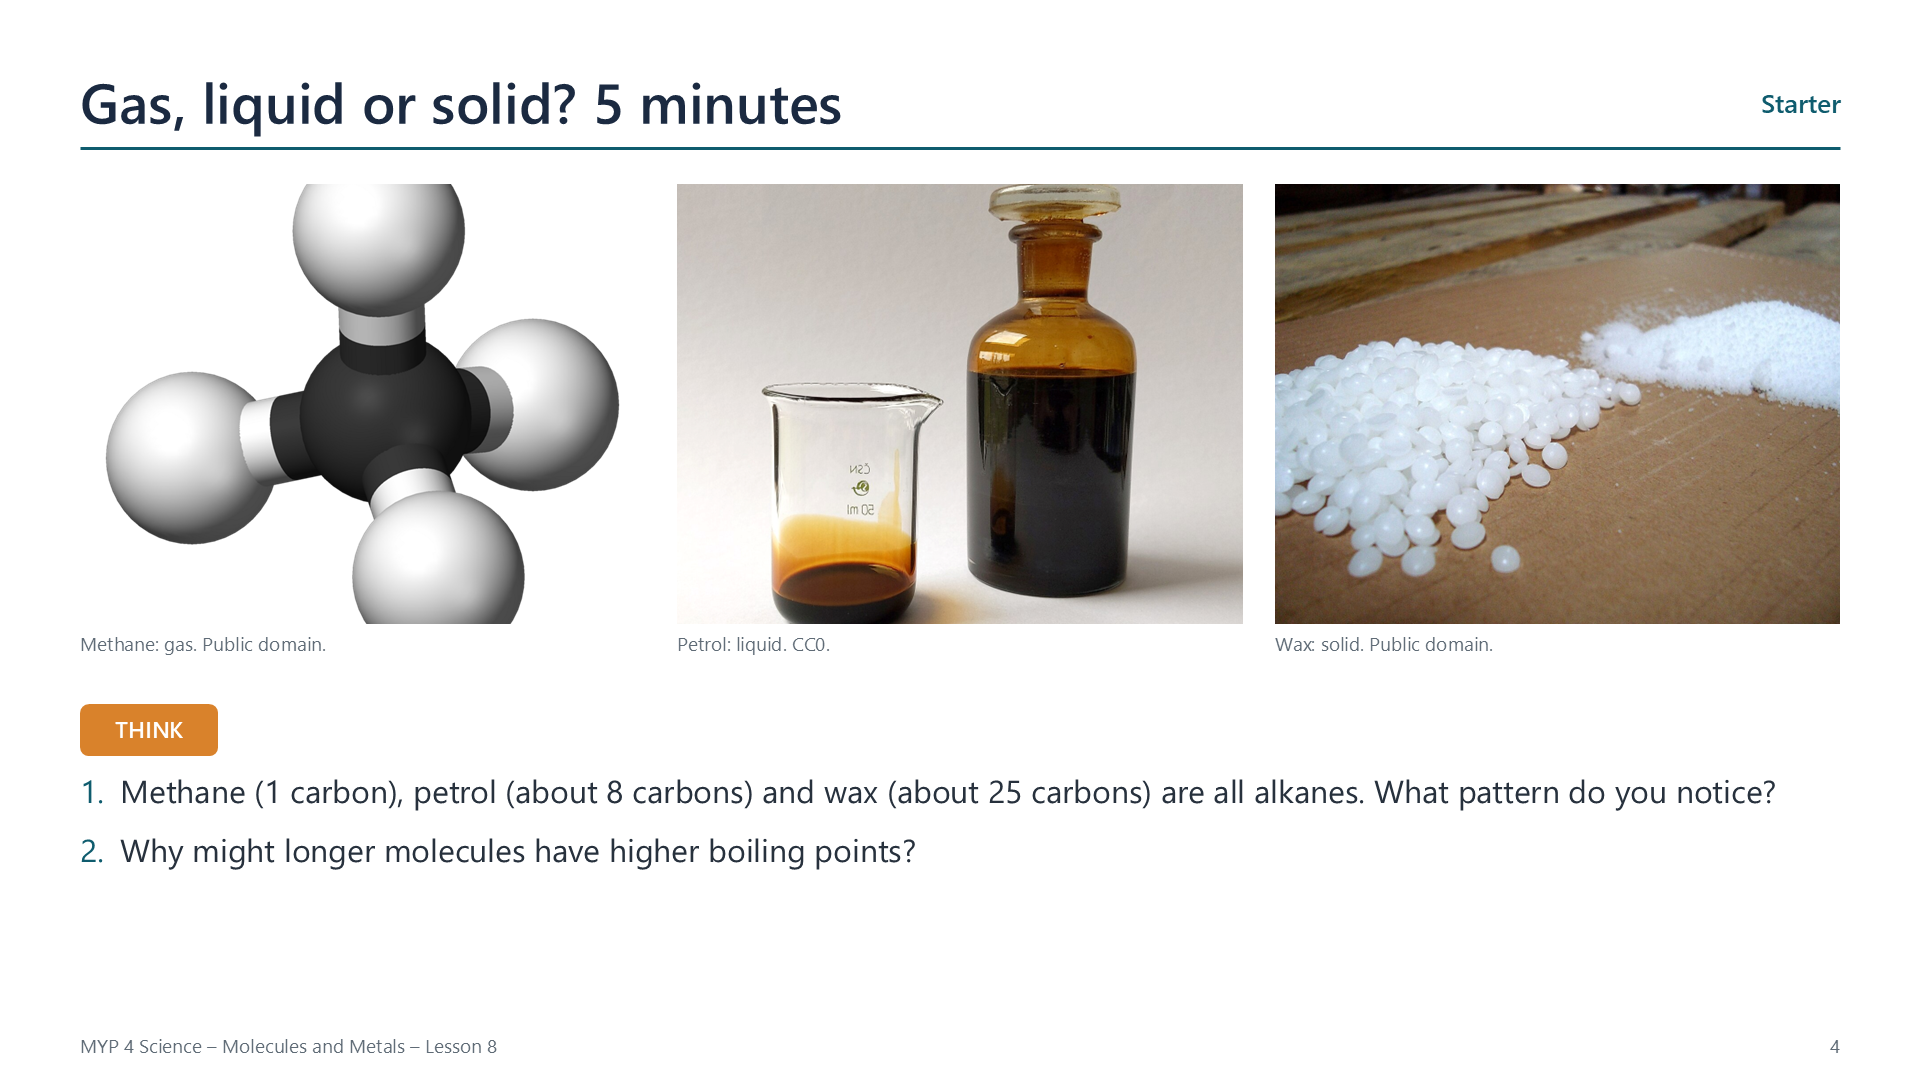 Gas, liquid or solid? 5 minutes
Starter
ČSN
50 ml
Methane: gas. Public domain.
Petrol: liquid. CC0.
Wax: solid. Public domain.
THINK
1. Methane (1 carbon), petrol (about 8 carbons) and wax (about 25 carbons) are all alkanes. What pattern do you notice?
2. Why might longer molecules have higher boiling points?
MYP 4 Science – Molecules and Metals – Lesson 8
4